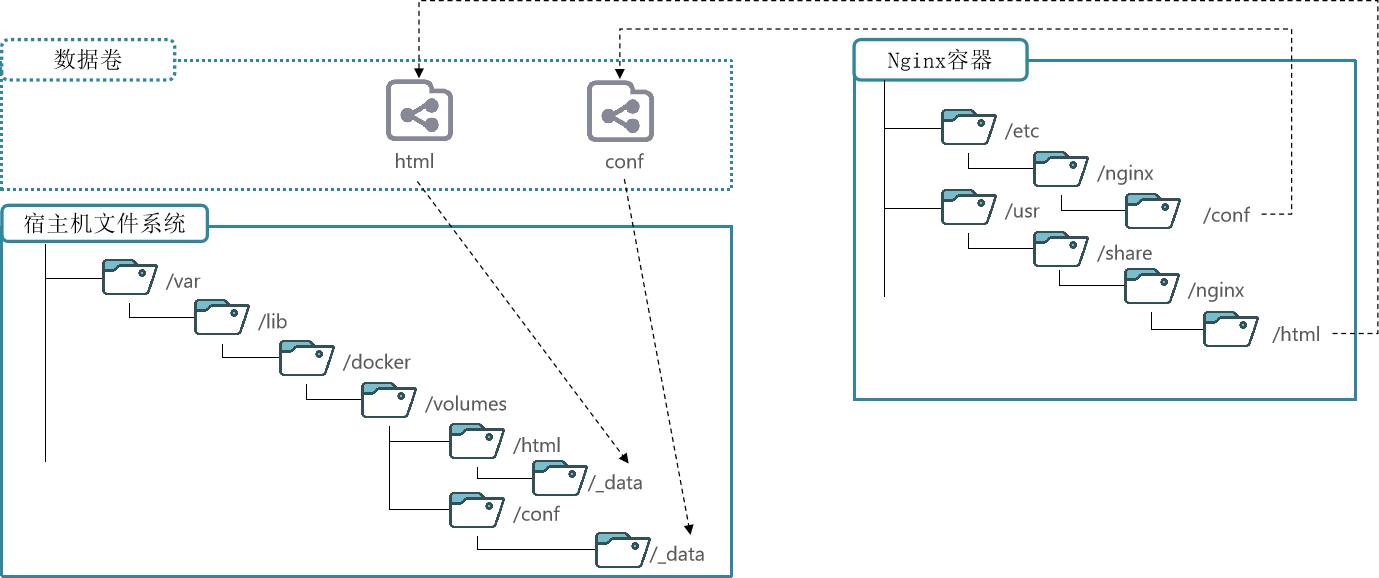 数据卷
html
conf
宿主机文件系统
/var
/lib
/docker
/volumes
/html
/_data
/conf
/_data
Nginx容器
/etc
/nginx
/conf
/usr
/share
/nginx
/html